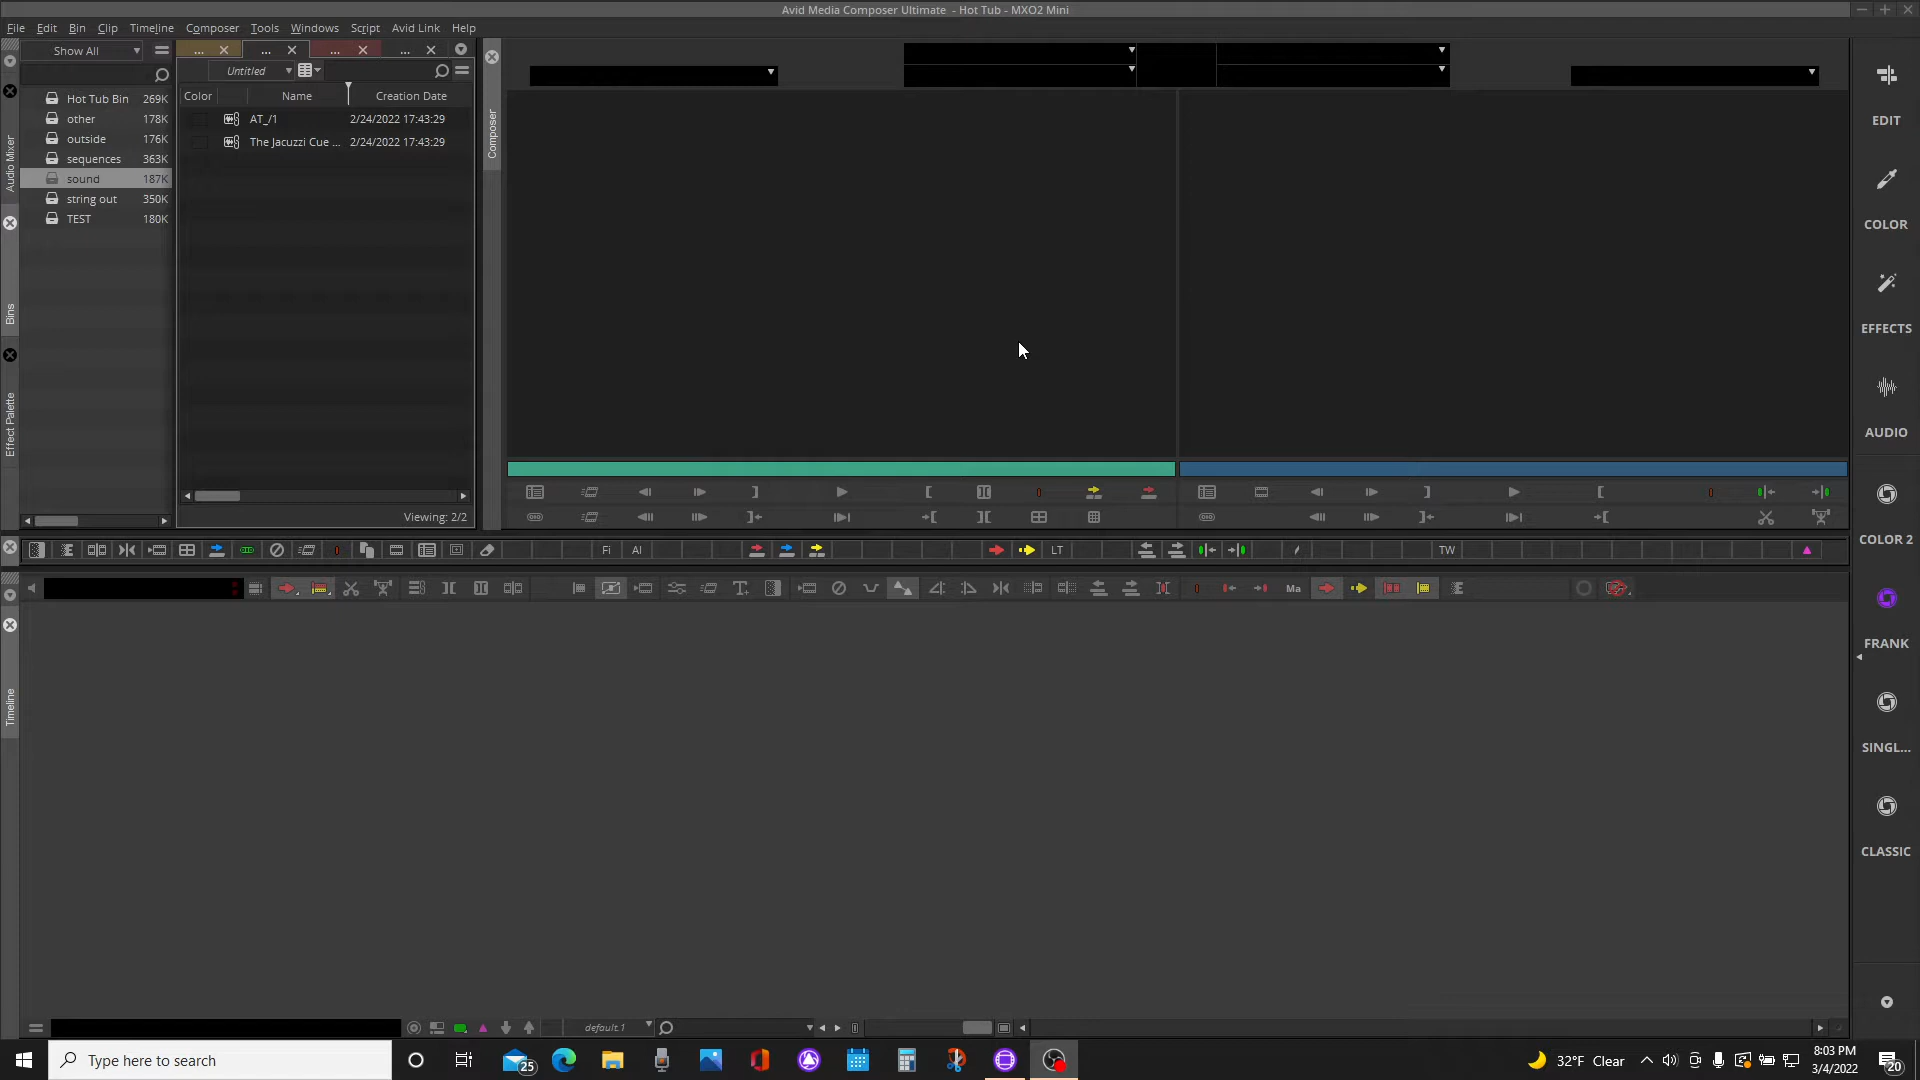 Avid Media Composer Ultimate - Hot Tub - MXO2 Mini
File Edit Bin Clip Timeline Composer Tools Windows Script Avid Link Help
Show All
... ... ... ...
Untitled
Color Name Creation Date
Hot Tub Bin 269K
other 178K
outside 176K
sequences 363K
sound 187K
string out 350K
TEST 180K
AT_/1 2/24/2022 17:43:29
The Jacuzzi Cue ... 2/24/2022 17:43:29
Viewing: 2/2
Audio Mixer
Bins
Effect Palette
Composer
Timeline
EDIT
COLOR
EFFECTS
AUDIO
COLOR 2
FRANK
SINGL...
CLASSIC
Fi AI LT TW
Ma
default.1
Type here to search
25
32°F Clear
8:03 PM
3/4/2022
20